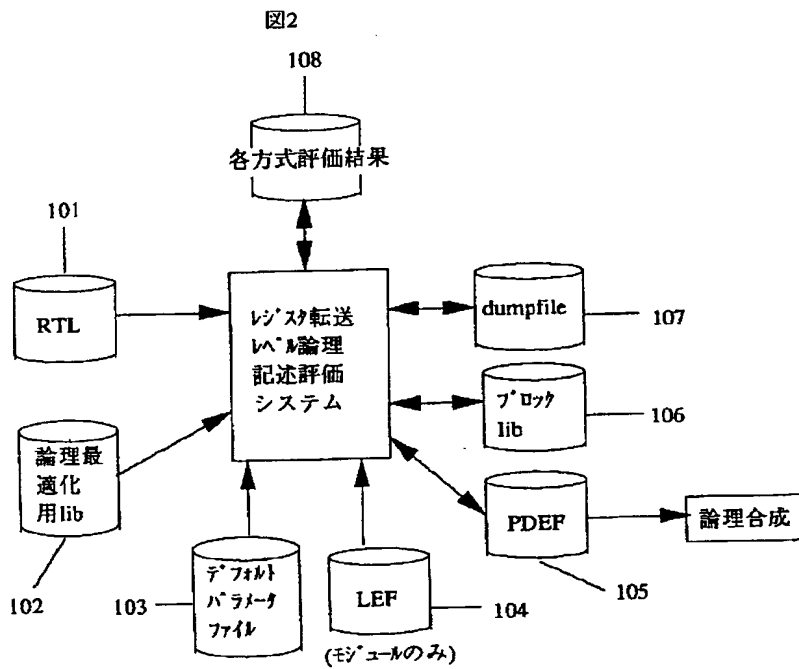 図2
108
各方式評価結果
101
RTL
レジスタ転送
レベル論理
記述評価
システム
dumpfile
107
ブロック
lib
106
論理最
適化
用lib
102
PDEF
105
論理合成
デフォルト
パラメータ
ファイル
103
LEF
104
(モジュールのみ)